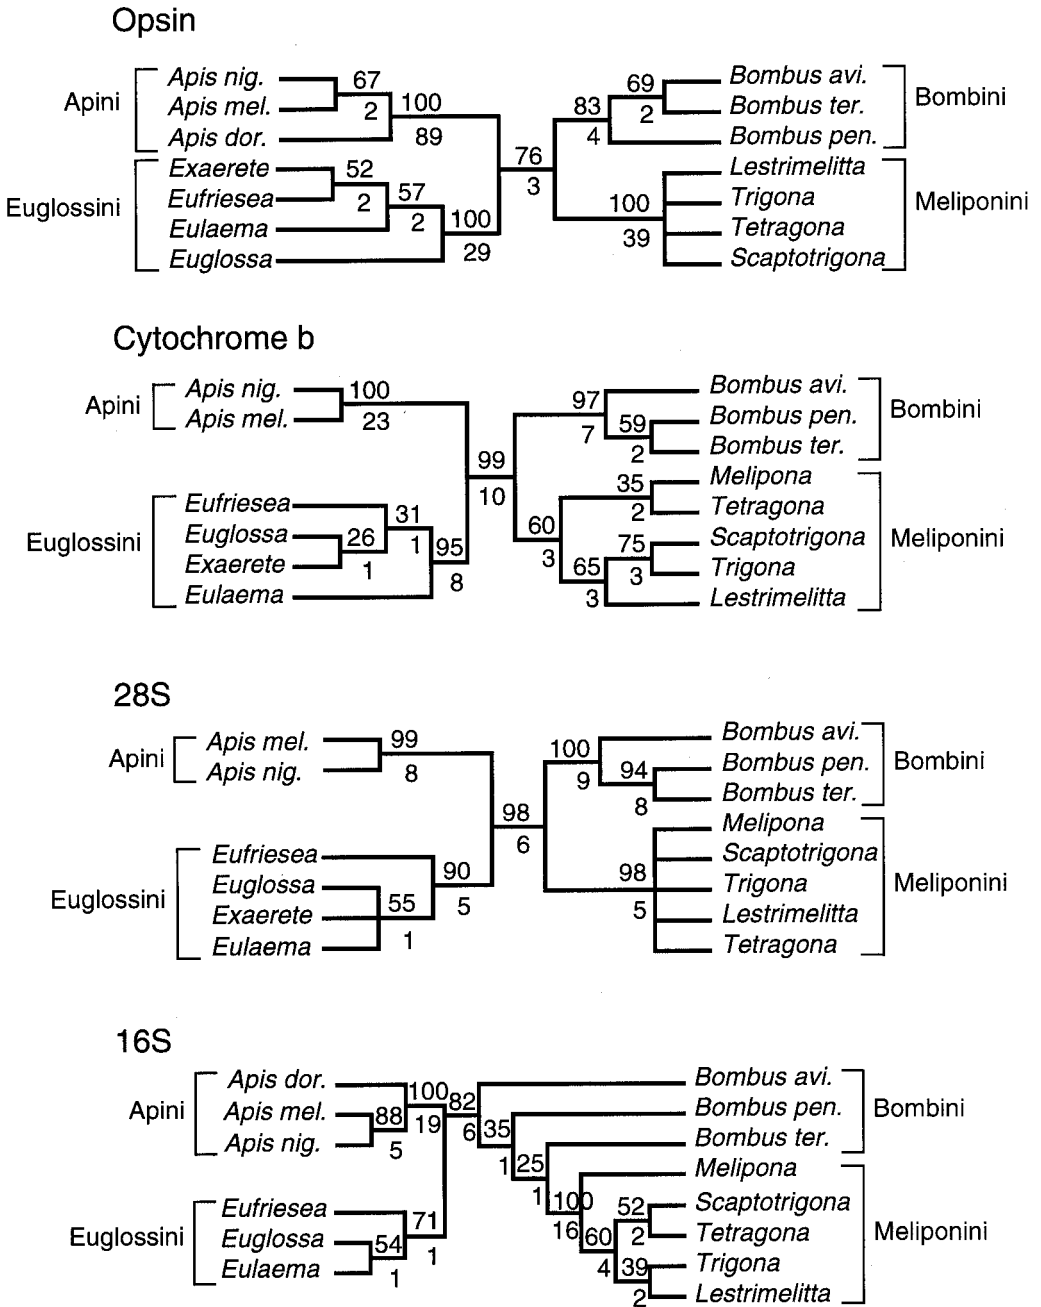 Opsin
Apini
Apis nig.
Apis mel.
Apis dor.
67
2
100
89
Euglossini
Exaerete
Eufriesea
Eulaema
Euglossa
52
2
57
2
100
29
76
3
83
4
69
2
Bombus avi.
Bombus ter.
Bombus pen.
Bombini
100
39
Lestrimelitta
Trigona
Tetragona
Scaptotrigona
Meliponini
Cytochrome b
Apini
Apis nig.
Apis mel.
100
23
Euglossini
Eufriesea
Euglossa
Exaerete
Eulaema
31
1
26
1
95
8
99
10
97
7
59
2
Bombus avi.
Bombus pen.
Bombus ter.
Bombini
60
3
35
2
75
3
65
3
Melipona
Tetragona
Scaptotrigona
Trigona
Lestrimelitta
Meliponini
28S
Apini
Apis mel.
Apis nig.
99
8
Euglossini
Eufriesea
Euglossa
Exaerete
Eulaema
55
1
90
5
98
6
100
9
94
8
Bombus avi.
Bombus pen.
Bombus ter.
Bombini
98
5
Melipona
Scaptotrigona
Trigona
Lestrimelitta
Tetragona
Meliponini
16S
Apini
Apis dor.
Apis mel.
Apis nig.
88
5
100
19
Euglossini
Eufriesea
Euglossa
Eulaema
54
1
71
1
82
6
35
1
25
1
100
16
60
4
52
2
39
2
Bombus avi.
Bombus pen.
Bombus ter.
Bombini
Melipona
Scaptotrigona
Tetragona
Trigona
Lestrimelitta
Meliponini